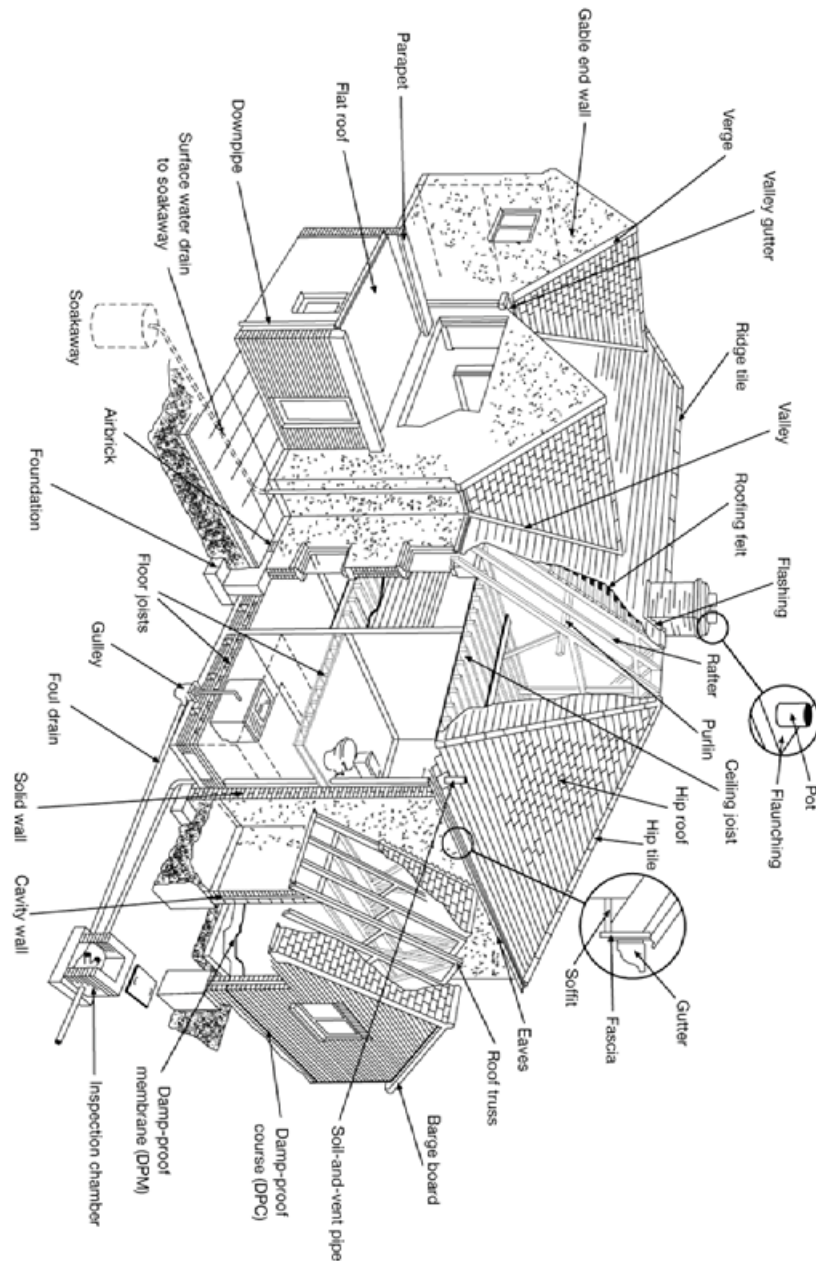 Gable end wall
Verge
Valley gutter
Ridge tile
Valley
Roofing felt
Flashing
Rafter
Purlin
Ceiling joist
Pot
Flaunching
Hip roof
Hip tile
Gutter
Fascia
Soffit
Eaves
Roof truss
Barge board
Soil-and-vent pipe
Damp-proof
course (DPC)
Damp-proof
membrane (DPM)
Inspection chamber
Cavity wall
Solid wall
Foul drain
Gulley
Floor joists
Foundation
Airbrick
Soakaway
Surface water drain
to soakaway
Downpipe
Flat roof
Parapet